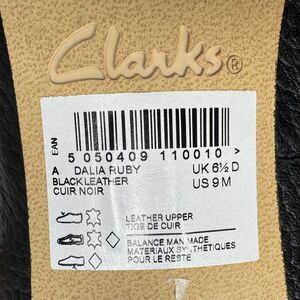 Clarks®
EAN
5 050409 110010 >
A DALIA RUBY UK 6½ D
BLACK LEATHER US 9 M
CUIR NOIR
LEATHER UPPER
TIGE DE CUIR
BALANCE MAN MADE
MATERIAUX SYNTHETIQUES
POUR LE RESTE